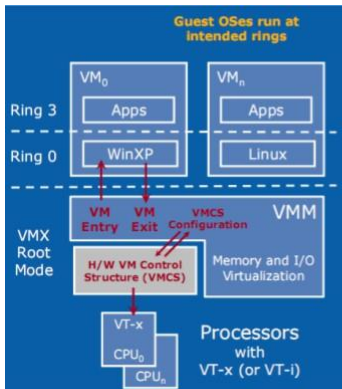 Guest OSes run at
intended rings
VM0
VMn
Ring 3
Apps
Apps
Ring 0
WinXP
Linux
VM
Entry
VM
Exit
VMCS
Configuration
VMM
VMX
Root
Mode
H/W VM Control
Structure (VMCS)
Memory and I/O
Virtualization
VT-x
CPU0
CPUn
Processors
with
VT-x (or VT-i)